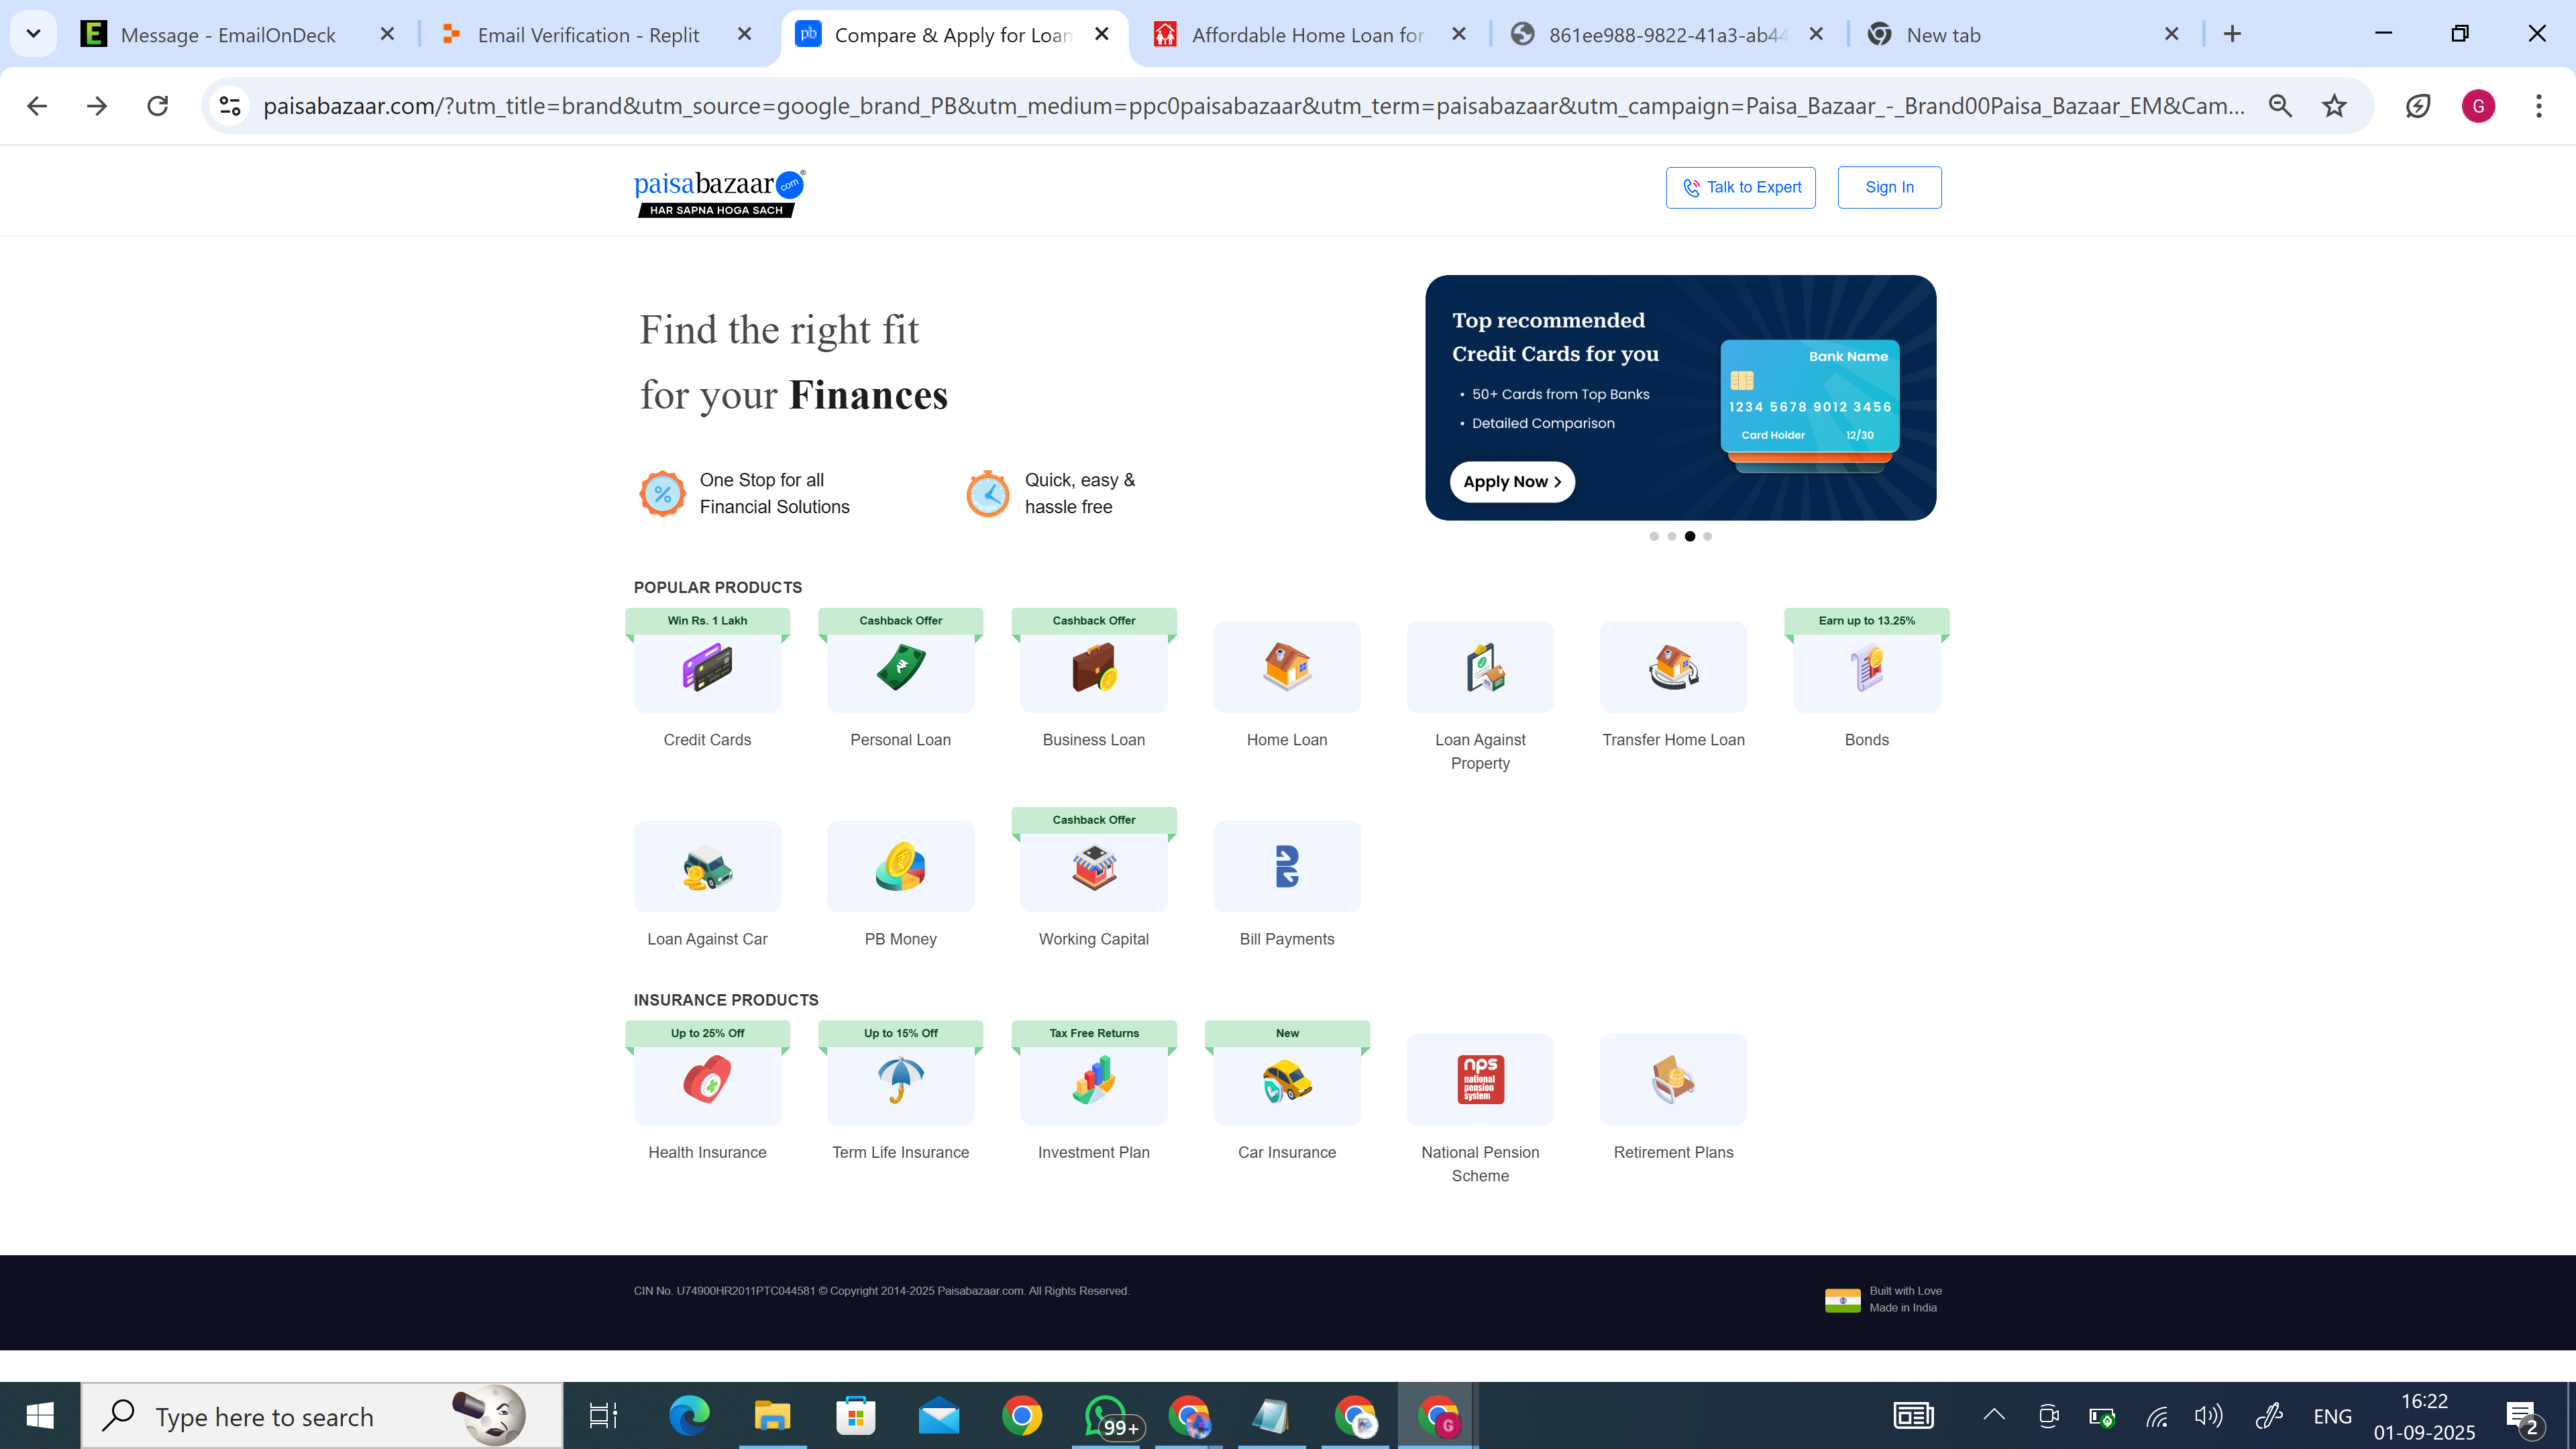 Message - EmailOnDeck
Email Verification - Replit
pb
Compare & Apply for Loan
Affordable Home Loan for
861ee988-9822-41a3-ab44
New tab
paisabazaar.com/?utm_title=brand&utm_source=google_brand_PB&utm_medium=ppc0paisabazaar&utm_term=paisabazaar&utm_campaign=Paisa_Bazaar_-_Brand00Paisa_Bazaar_EM&Cam...
G
paisabazaar.com®
HAR SAPNA HOGA SACH
Talk to Expert
Sign In
Find the right fit
for your Finances
One Stop for all
Financial Solutions
Quick, easy &
hassle free
Top recommended
Credit Cards for you
• 50+ Cards from Top Banks
• Detailed Comparison
Apply Now >
Bank Name
1234 5678 9012 3456
Card Holder
12/30
POPULAR PRODUCTS
Win Rs. 1 Lakh
Cashback Offer
Cashback Offer
Earn up to 13.25%
Credit Cards
Personal Loan
Business Loan
Home Loan
Loan Against
Property
Transfer Home Loan
Bonds
Cashback Offer
Loan Against Car
PB Money
Working Capital
Bill Payments
INSURANCE PRODUCTS
Up to 25% Off
Up to 15% Off
Tax Free Returns
New
nps
national
pension
system
Health Insurance
Term Life Insurance
Investment Plan
Car Insurance
National Pension
Scheme
Retirement Plans
CIN No. U74900HR2011PTC044581 © Copyright 2014-2025 Paisabazaar.com. All Rights Reserved.
Built with Love
Made in India
Type here to search
99+
G
ENG
16:22
01-09-2025
2